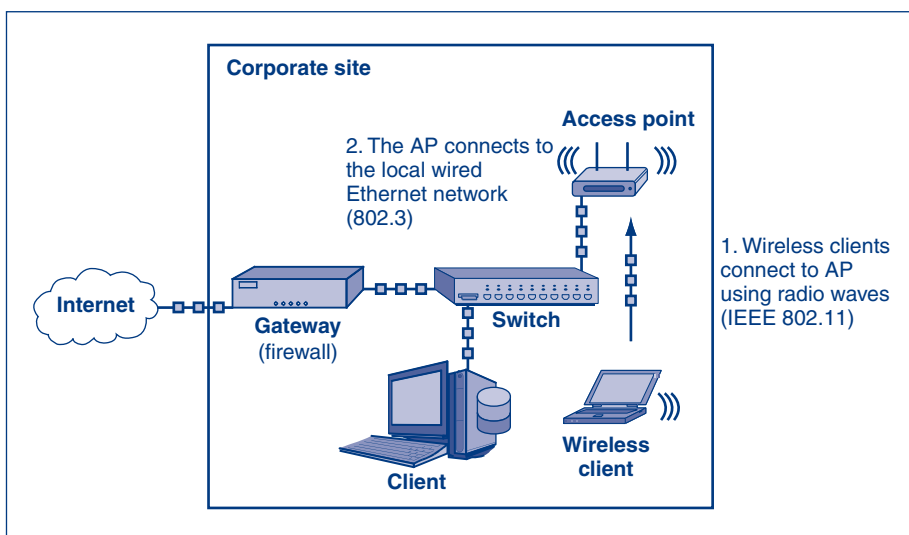 Corporate site
Access point
2. The AP connects to
the local wired
Ethernet network
(802.3)
1. Wireless clients
connect to AP
using radio waves
(IEEE 802.11)
Internet
Gateway
(firewall)
Switch
Client
Wireless
client